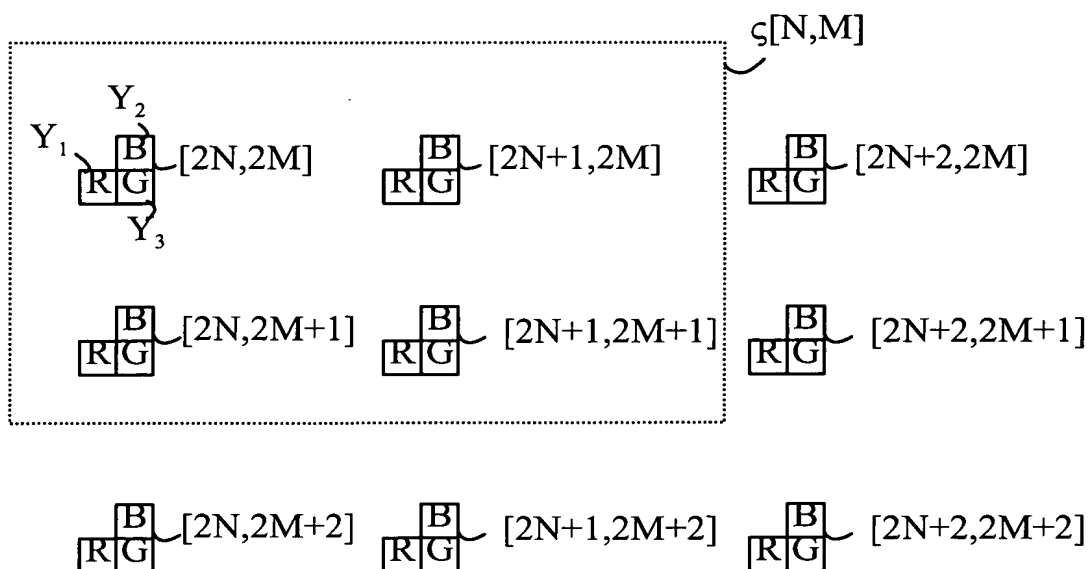 ς[N,M]
Y2
Y1 B [2N,2M] B [2N+1,2M] B [2N+2,2M]
R G R G R G
Y3
B [2N,2M+1] B [2N+1,2M+1] B [2N+2,2M+1]
R G R G R G
B [2N,2M+2] B [2N+1,2M+2] B [2N+2,2M+2]
R G R G R G